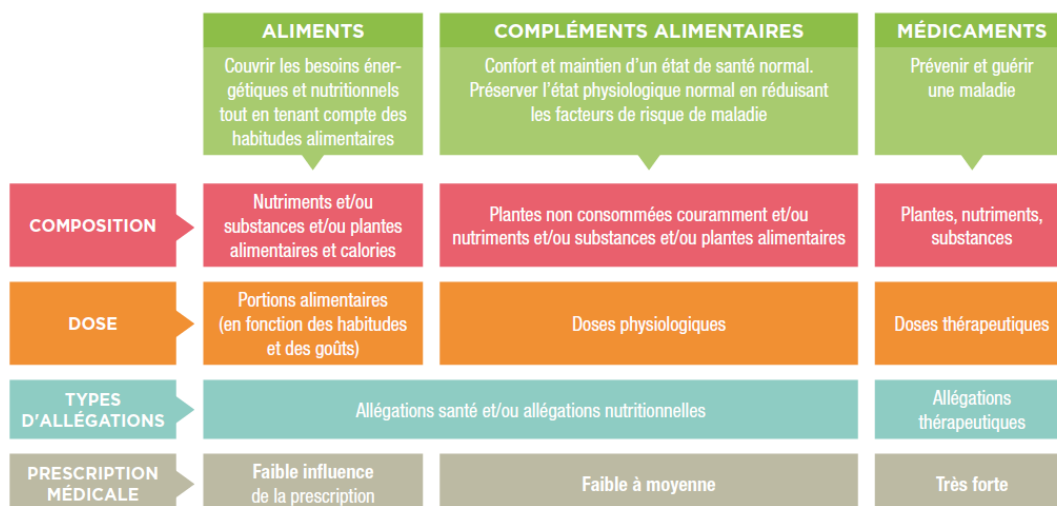 ALIMENTS
Couvrir les besoins éner-
gétiques et nutritionnels
tout en tenant compte des
habitudes alimentaires
COMPLÉMENTS ALIMENTAIRES
Confort et maintien d'un état de santé normal.
Préserver l'état physiologique normal en réduisant
les facteurs de risque de maladie
MÉDICAMENTS
Prévenir et guérir
une maladie
COMPOSITION
Nutriments et/ou
substances et/ou plantes
alimentaires et calories
Plantes non consommées couramment et/ou
nutriments et/ou substances et/ou plantes alimentaires
Plantes, nutriments,
substances
DOSE
Portions alimentaires
(en fonction des habitudes
et des goûts)
Doses physiologiques
Doses thérapeutiques
TYPES
D'ALLÉGATIONS
Allégations santé et/ou allégations nutritionnelles
Allégations
thérapeutiques
PRESCRIPTION
MÉDICALE
Faible influence
de la prescription
Faible à moyenne
Très forte